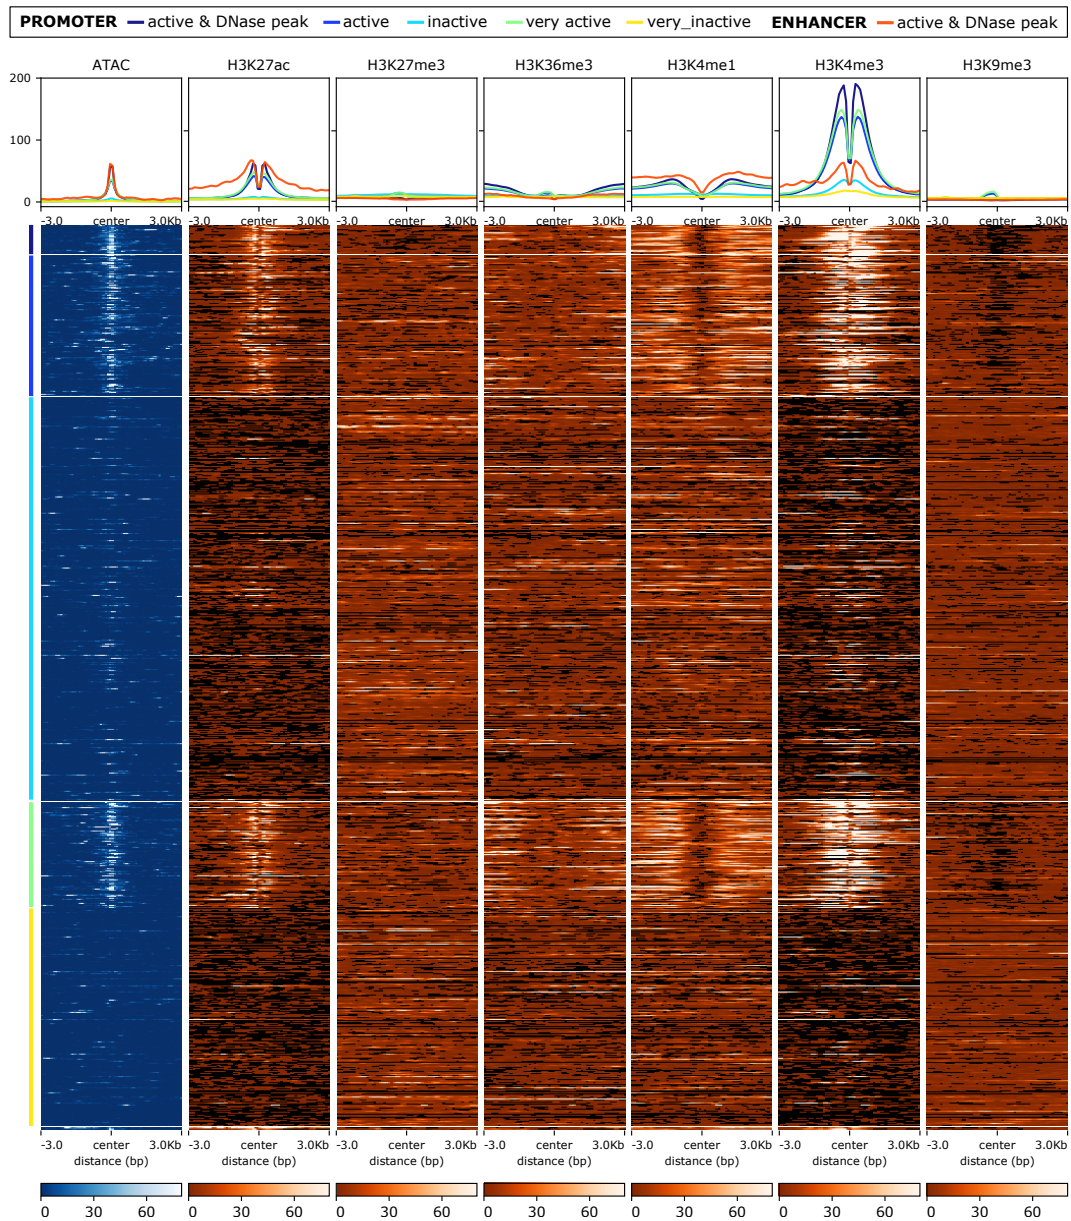 PROMOTER active & DNase peak active inactive very active very_inactive ENHANCER active & DNase peak
ATAC H3K27ac H3K27me3 H3K36me3 H3K4me1 H3K4me3 H3K9me3
200
100
0
-3.0 center 3.0Kb -3.0 center 3.0Kb -3.0 center 3.0Kb -3.0 center 3.0Kb -3.0 center 3.0Kb -3.0 center 3.0Kb -3.0 center 3.0Kb
-3.0 center 3.0Kb -3.0 center 3.0Kb -3.0 center 3.0Kb -3.0 center 3.0Kb -3.0 center 3.0Kb -3.0 center 3.0Kb -3.0 center 3.0Kb
distance (bp) distance (bp) distance (bp) distance (bp) distance (bp) distance (bp) distance (bp)
0 30 60 0 30 60 0 30 60 0 30 60 0 30 60 0 30 60 0 30 60